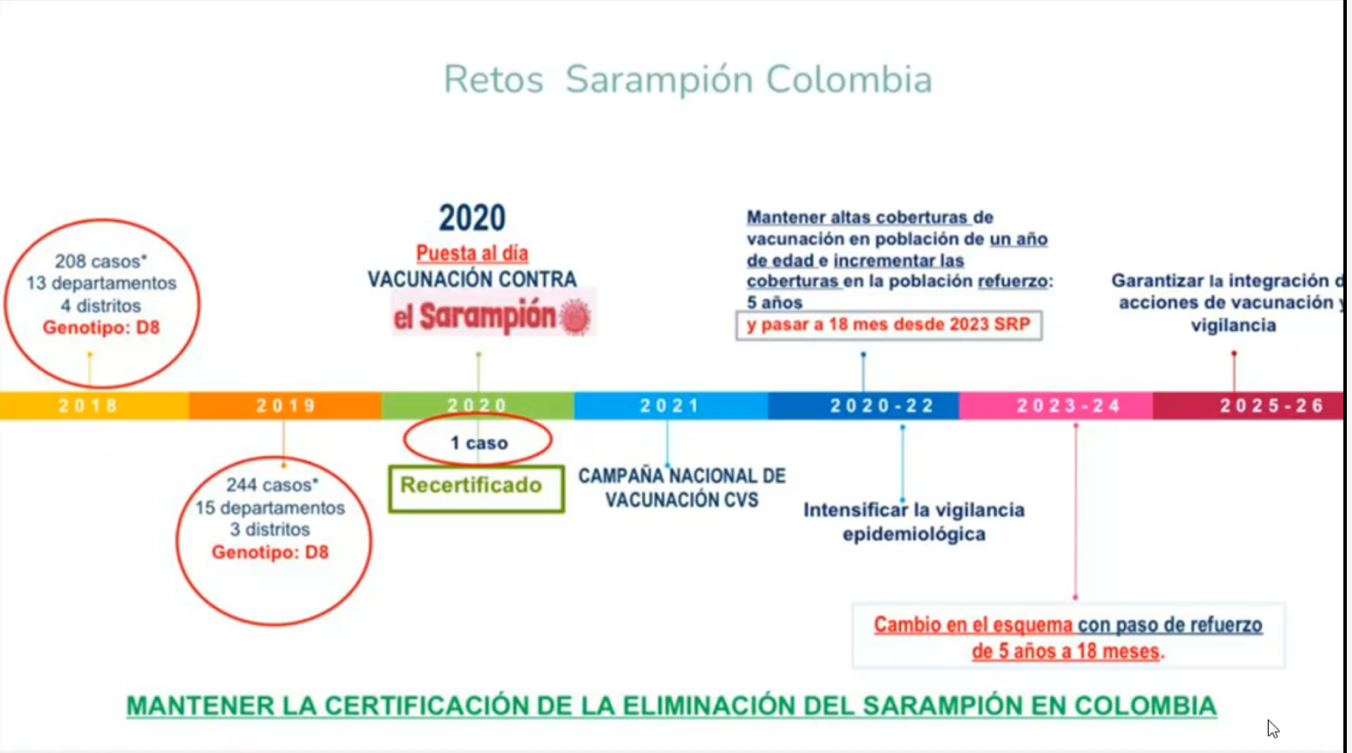 Retos Sarampión Colombia
208 casos*
13 departamentos
4 distritos
Genotipo: D8
2020
Puesta al día
VACUNACIÓN CONTRA
el Sarampión
Mantener altas coberturas de
vacunación en población de un año
de edad e incrementar las
coberturas en la población refuerzo:
5 años
y pasar a 18 mes desde 2023 SRP
Garantizar la integración d
acciones de vacunación y
vigilancia
2018
2019
2020
2021
2020-22
2023-24
2025-26
244 casos*
15 departamentos
3 distritos
Genotipo: D8
1 caso
Recertificado
CAMPAÑA NACIONAL DE
VACUNACIÓN CVS
Intensificar la vigilancia
epidemiológica
Cambio en el esquema con paso de refuerzo
de 5 años a 18 meses.
MANTENER LA CERTIFICACIÓN DE LA ELIMINACIÓN DEL SARAMPIÓN EN COLOMBIA